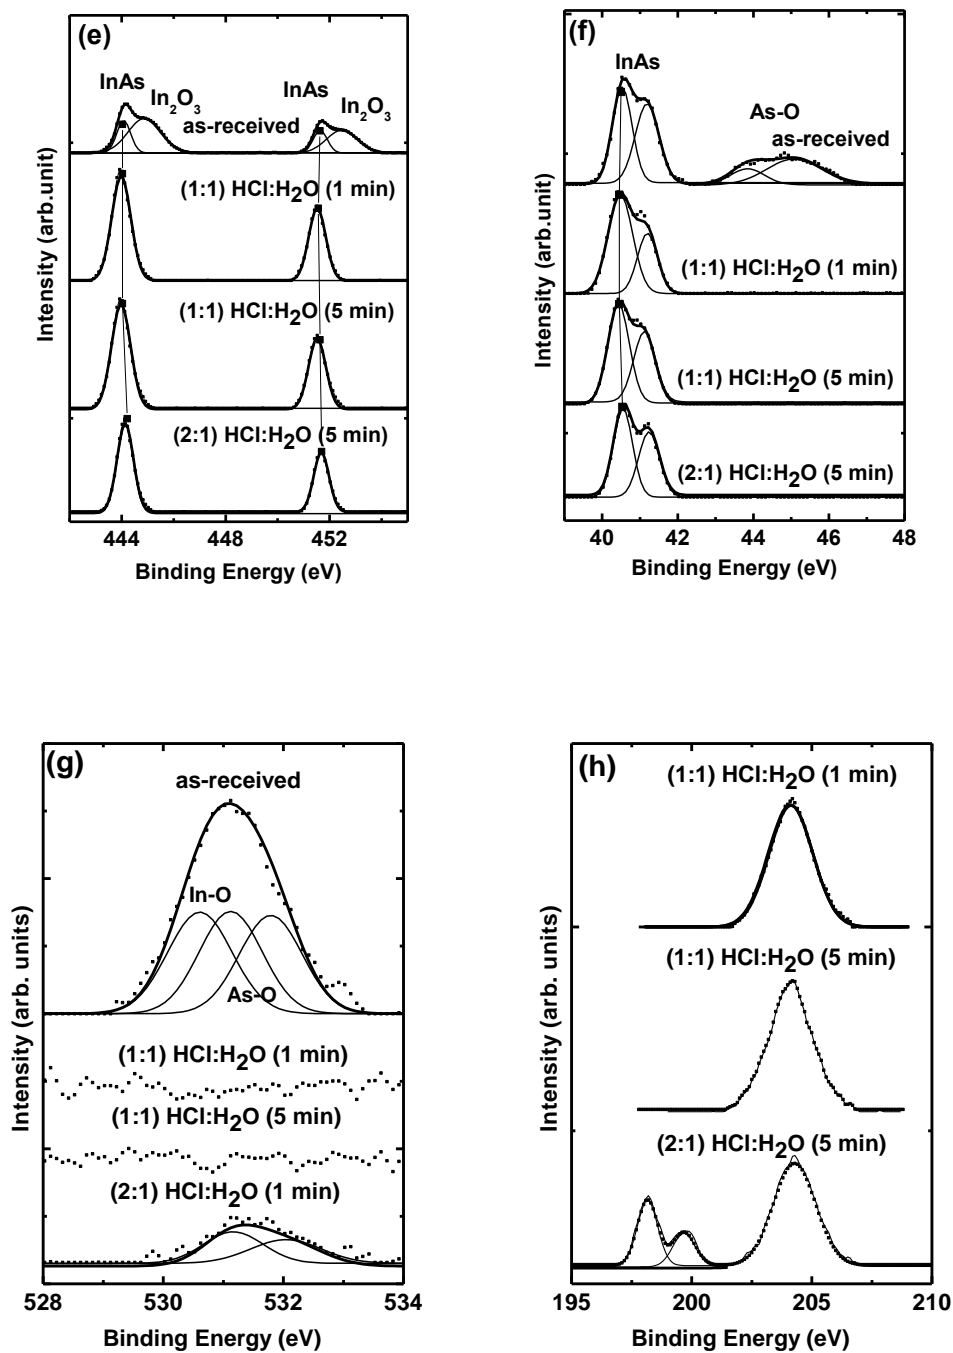 (e)
InAs
In2O3
as-received
InAs
In2O3
(1:1) HCl:H2O (1 min)
(1:1) HCl:H2O (5 min)
(2:1) HCl:H2O (5 min)
Intensity (arb.unit)
444
448
452
Binding Energy (eV)
(f)
InAs
As-O
as-received
(1:1) HCl:H2O (1 min)
(1:1) HCl:H2O (5 min)
(2:1) HCl:H2O (5 min)
Intensity (arb.unit)
40
42
44
46
48
Binding Energy (eV)
(g)
as-received
In-O
As-O
(1:1) HCl:H2O (1 min)
(1:1) HCl:H2O (5 min)
(2:1) HCl:H2O (1 min)
Intensity (arb. units)
528
530
532
534
Binding Energy (eV)
(h)
(1:1) HCl:H2O (1 min)
(1:1) HCl:H2O (5 min)
(2:1) HCl:H2O (5 min)
Intensity (arb. units)
195
200
205
210
Binding Energy (eV)